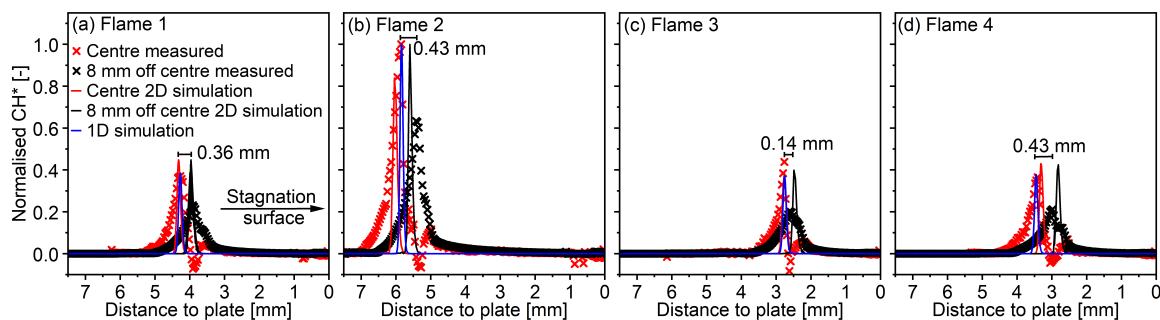 (a) Flame 1
(b) Flame 2
(c) Flame 3
(d) Flame 4
Normalised CH* [-]
1.0
0.8
0.6
0.4
0.2
0.0
Centre measured
8 mm off centre measured
Centre 2D simulation
8 mm off centre 2D simulation
1D simulation
0.36 mm
Stagnation
surface
0.43 mm
0.14 mm
0.43 mm
7 6 5 4 3 2 1 0
7 6 5 4 3 2 1 0
7 6 5 4 3 2 1 0
7 6 5 4 3 2 1 0
Distance to plate [mm]
Distance to plate [mm]
Distance to plate [mm]
Distance to plate [mm]